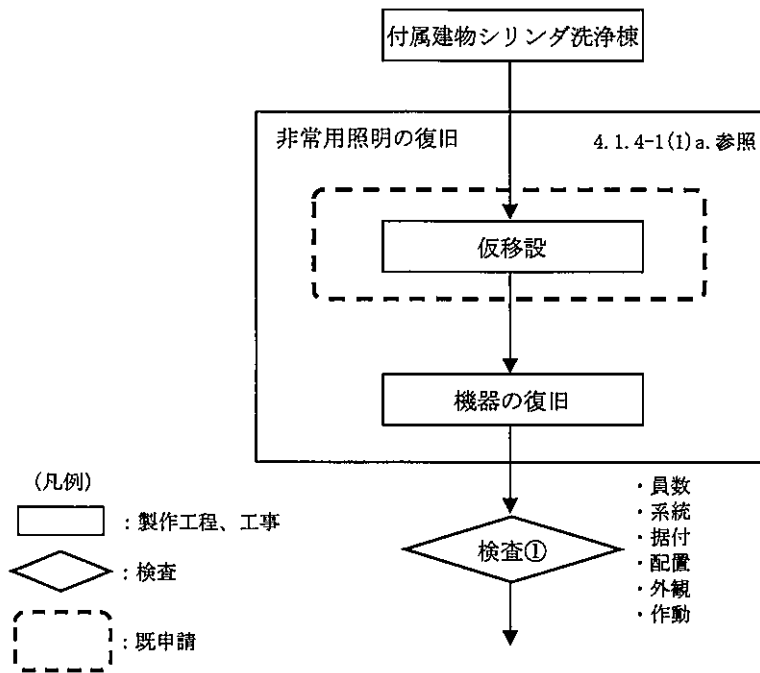 付属建物シリンダ洗浄棟
非常用照明の復旧
4.1.4-1(1)a.参照
仮移設
機器の復旧
検査①
・員数
・系統
・据付
・配置
・外観
・作動
(凡例)
：製作工程、工事
：検査
：既申請